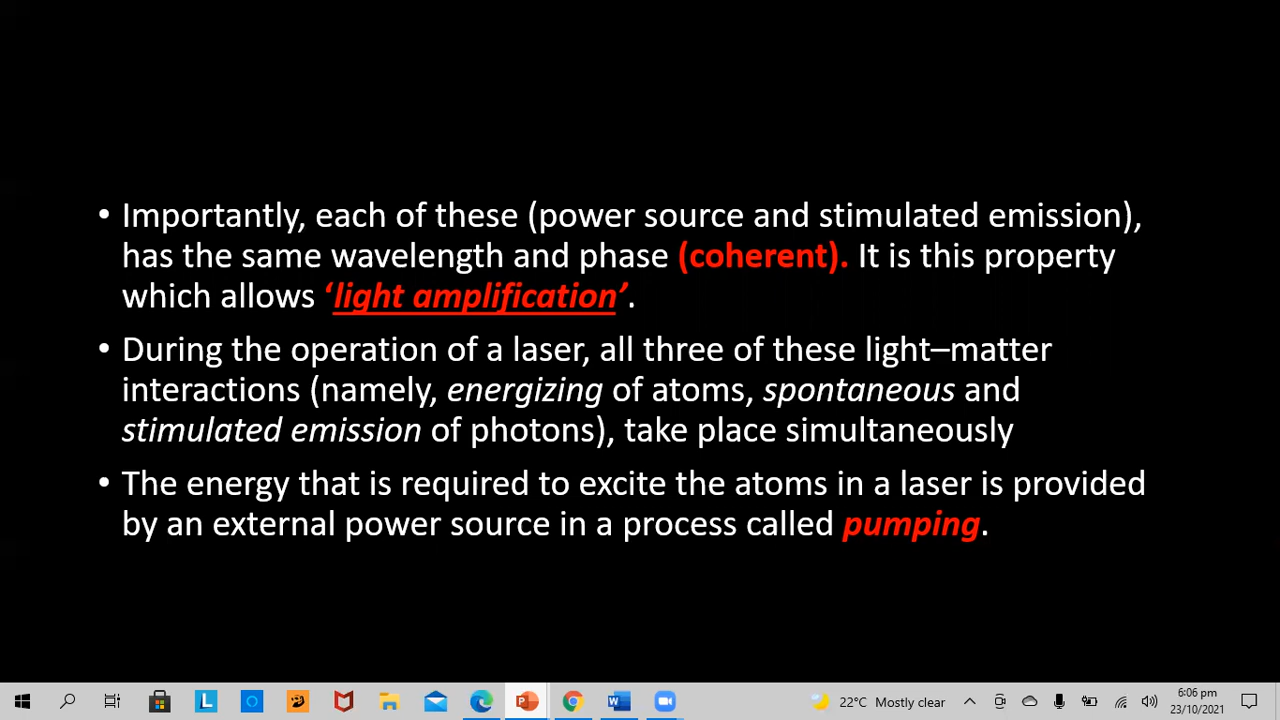 • Importantly, each of these (power source and stimulated emission),
has the same wavelength and phase (coherent). It is this property
which allows ‘light amplification’.
• During the operation of a laser, all three of these light–matter
interactions (namely, energizing of atoms, spontaneous and
stimulated emission of photons), take place simultaneously
• The energy that is required to excite the atoms in a laser is provided
by an external power source in a process called pumping.
22°C Mostly clear
6:06 pm
23/10/2021